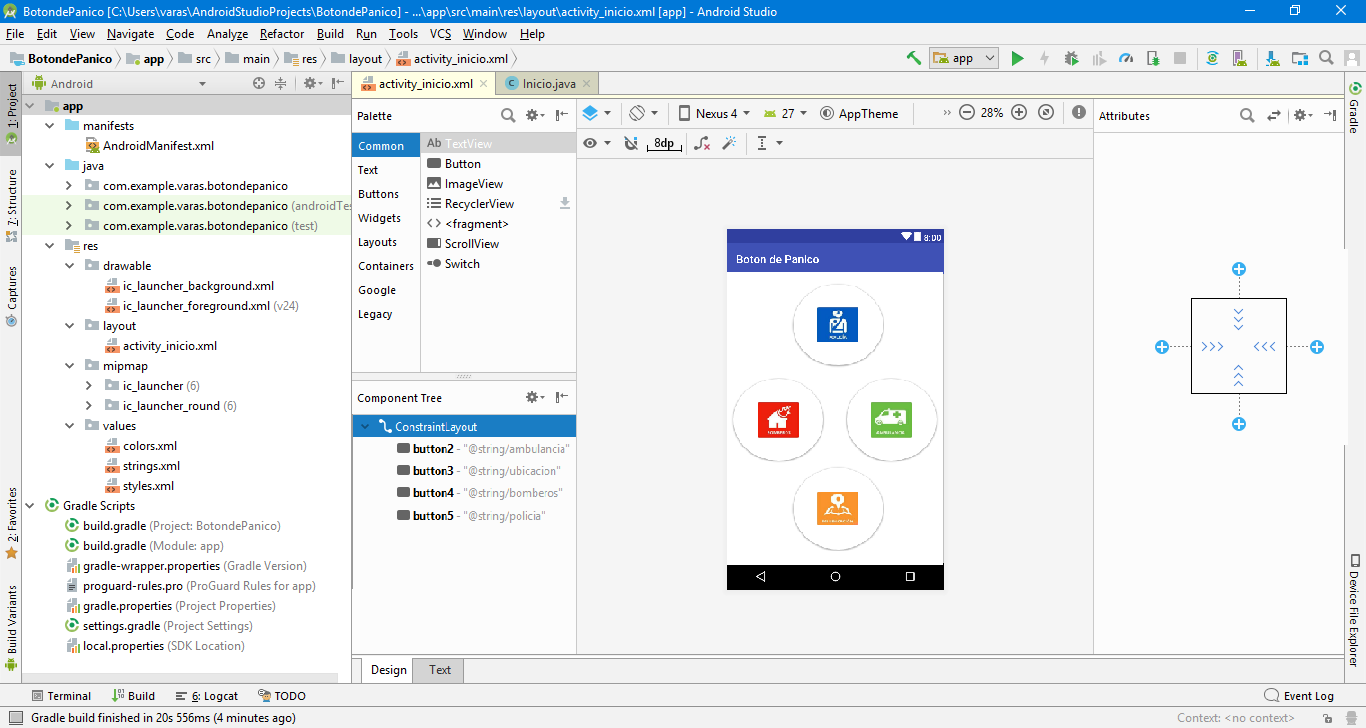 BotondePanico [C:\Users\varas\AndroidStudioProjects\BotondePanico] - ...\app\src\main\res\layout\activity_inicio.xml [app] - Android Studio
File Edit View Navigate Code Analyze Refactor Build Run Tools VCS Window Help
BotondePanico app src main res layout activity_inicio.xml
app
1: Project
7: Structure
Captures
2: Favorites
Build Variants
Android
app
manifests
AndroidManifest.xml
java
com.example.varas.botondepanico
com.example.varas.botondepanico (androidTes
com.example.varas.botondepanico (test)
res
drawable
ic_launcher_background.xml
ic_launcher_foreground.xml (v24)
layout
activity_inicio.xml
mipmap
ic_launcher (6)
ic_launcher_round (6)
values
colors.xml
strings.xml
styles.xml
Gradle Scripts
build.gradle (Project: BotondePanico)
build.gradle (Module: app)
gradle-wrapper.properties (Gradle Version)
proguard-rules.pro (ProGuard Rules for app)
gradle.properties (Project Properties)
settings.gradle (Project Settings)
local.properties (SDK Location)
activity_inicio.xml
C Inicio.java
Palette
Common
Text
Buttons
Widgets
Layouts
Containers
Google
Legacy
Ab TextView
Button
ImageView
RecyclerView
<fragment>
ScrollView
Switch
Component Tree
ConstraintLayout
button2 - "@string/ambulancia"
button3 - "@string/ubicacion"
button4 - "@string/bomberos"
button5 - "@string/policia"
Nexus 4 27 AppTheme 28%
8dp
8:00
Boton de Panico
POLICÍA
BOMBEROS
AMBULANCIA
Design Text
Attributes
Gradle
Device File Explorer
Terminal Build 6: Logcat TODO Event Log
Gradle build finished in 20s 556ms (4 minutes ago)
Context: <no context>